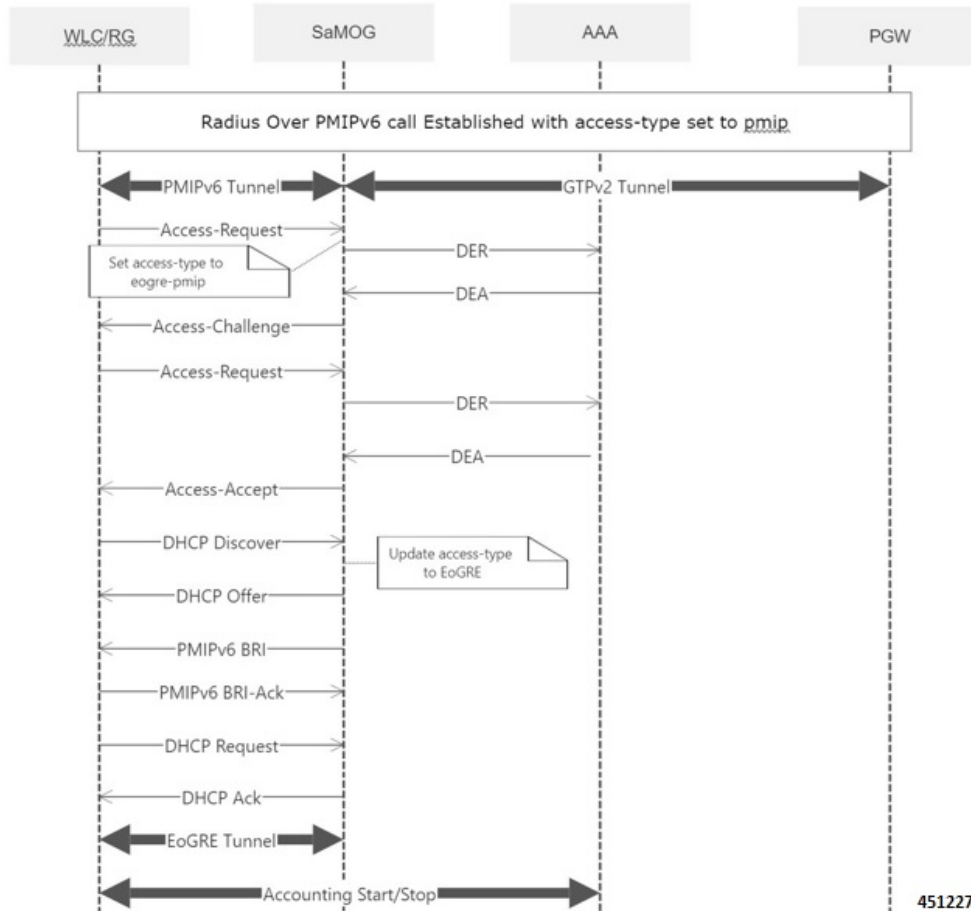 WLC/RG
SaMOG
AAA
PGW
Radius Over PMIPv6 call Established with access-type set to pmip
PMIPv6 Tunnel
GTPv2 Tunnel
Access-Request
Set access-type to
eogre-pmip
DER
DEA
Access-Challenge
Access-Request
DER
DEA
Access-Accept
DHCP Discover
Update access-type
to EoGRE
DHCP Offer
PMIPv6 BRI
PMIPv6 BRI-Ack
DHCP Request
DHCP Ack
EoGRE Tunnel
Accounting Start/Stop
451227